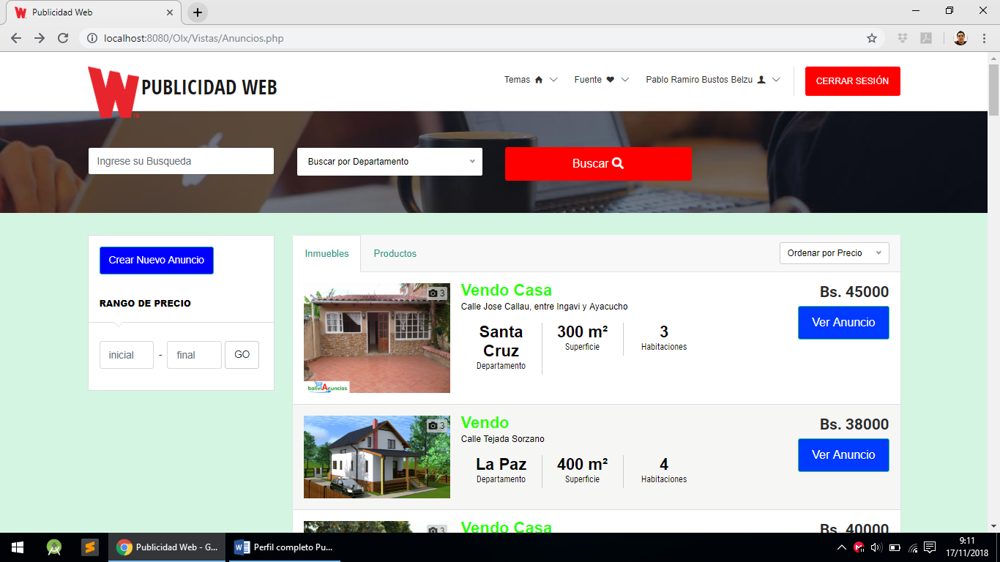 Publicidad Web
localhost:8080/Olx/Vistas/Anuncios.php
W PUBLICIDAD WEB
Temas
Fuente
Pablo Ramiro Bustos Belzu
CERRAR SESIÓN
Ingrese su Busqueda
Buscar por Departamento
Buscar
Crear Nuevo Anuncio
RANGO DE PRECIO
inicial - final GO
Inmuebles Productos
Ordenar por Precio
3
Vendo Casa
Calle Jose Callau, entre Ingavi y Ayacucho
Santa Cruz
Departamento
300 m²
Superficie
3
Habitaciones
Bs. 45000
Ver Anuncio
boliviAnuncios
3
Vendo
Calle Tejada Sorzano
La Paz
Departamento
400 m²
Superficie
4
Habitaciones
Bs. 38000
Ver Anuncio
3
Vendo Casa
Bs. 40000
Publicidad Web - G...
Perfil completo Pu...
9:11
17/11/2018